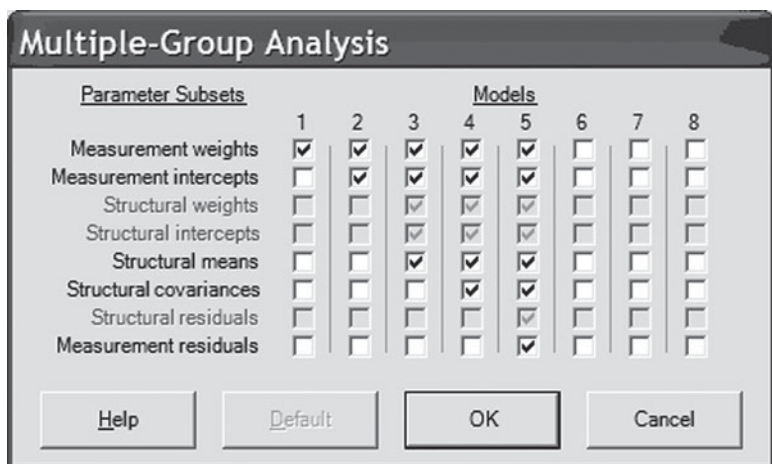 Multiple-Group Analysis
Parameter Subsets Models
1 2 3 4 5 6 7 8
Measurement weights
Measurement intercepts
Structural weights
Structural intercepts
Structural means
Structural covariances
Structural residuals
Measurement residuals
Help Default OK Cancel